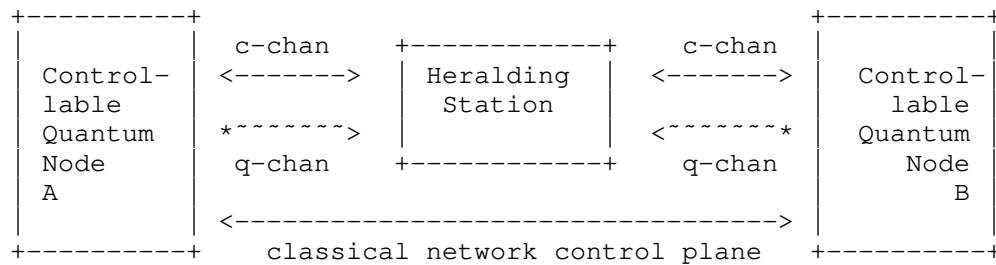 +-----------+                                      +-----------+
|           |  c-chan    +------------+   c-chan   |           |
| Control-  | <------->  | Heralding  |  <-------> |  Control- |
| lable     |            |  Station   |            |     lable |
| Quantum   | *~~~~~~~>  |            |  <~~~~~~~* |   Quantum |
| Node      |  q-chan    +------------+   q-chan   |      Node |
| A         |                                      |         B |
|           | <----------------------------------> |           |
+-----------+    classical network control plane   +-----------+